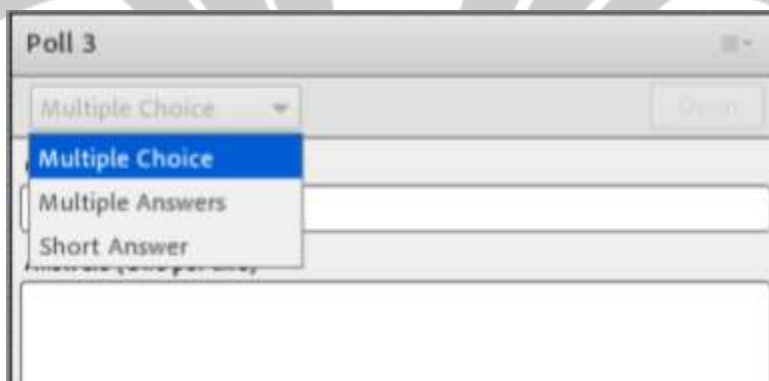 Poll 3
Multiple Choice
Open
Multiple Choice
Multiple Answers
Short Answer